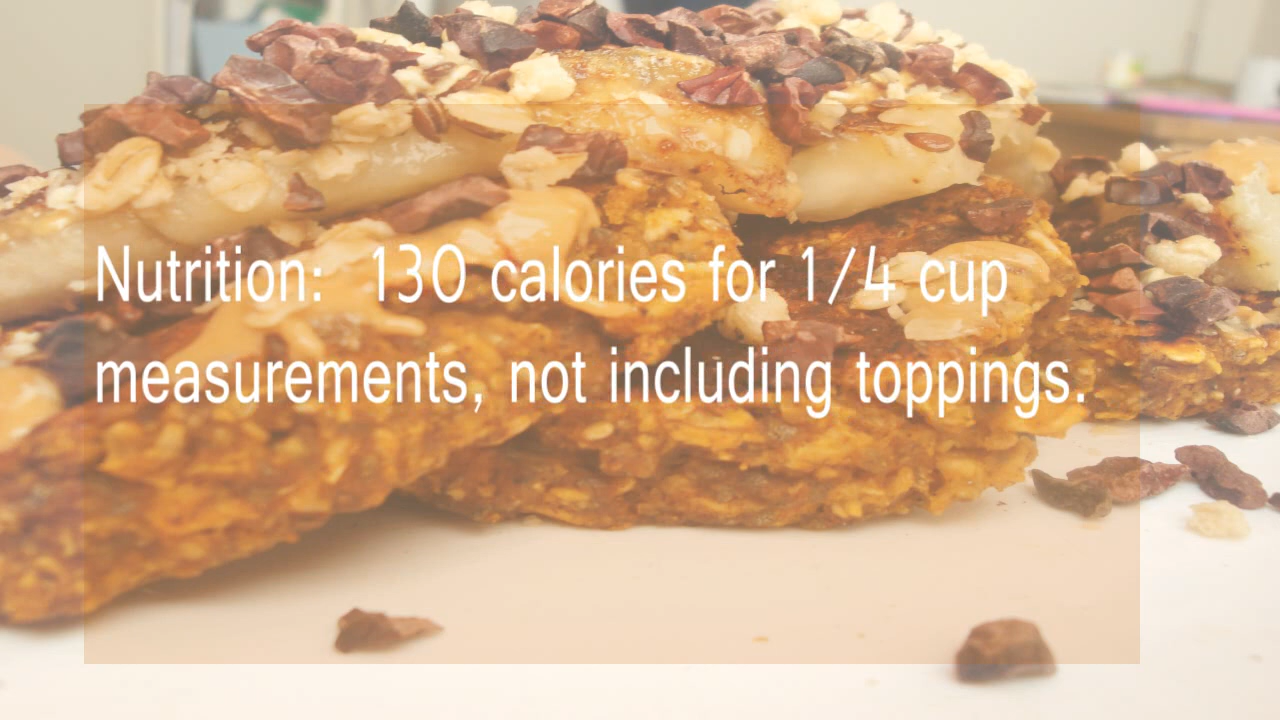 Nutrition:  130 calories for 1/4 cup
measurements, not including toppings.